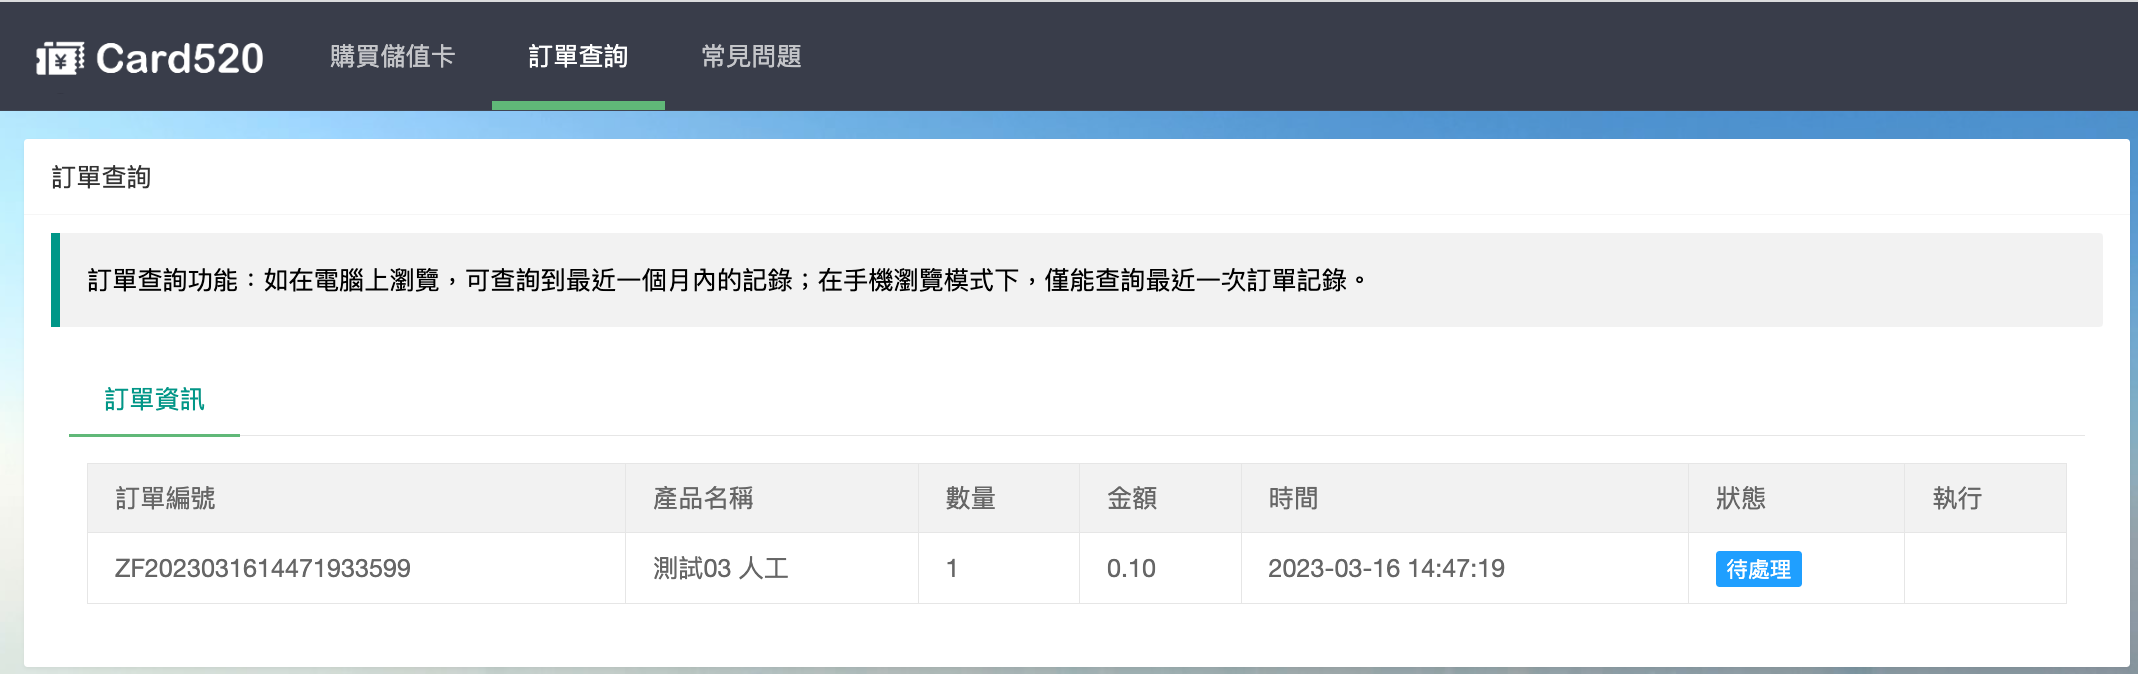 Card520 購買儲值卡 訂單查詢 常見問題
訂單查詢
訂單查詢功能：如在電腦上瀏覽，可查詢到最近一個月內的記錄；在手機瀏覽模式下，僅能查詢最近一次訂單記錄。
訂單資訊
訂單編號 產品名稱 數量 金額 時間 狀態 執行
ZF2023031614471933599 測試03 人工 1 0.10 2023-03-16 14:47:19 待處理